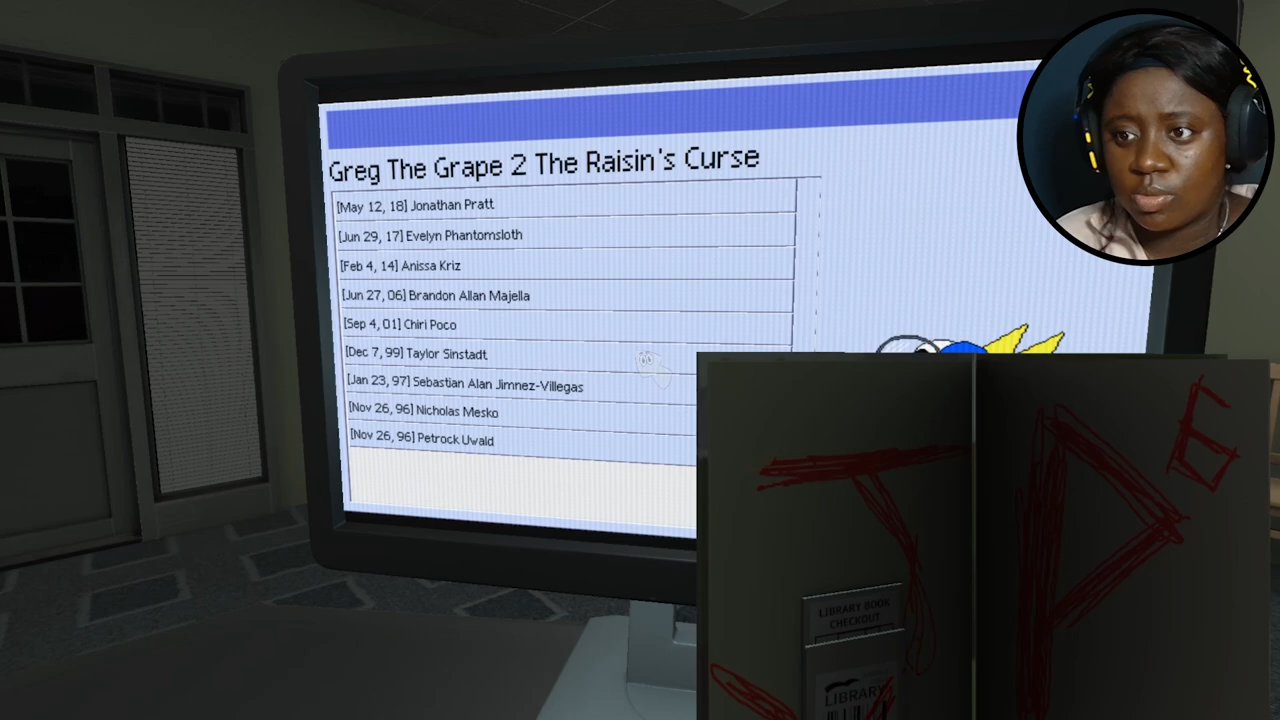 Greg The Grape 2 The Raisin's Curse
[May 12, 18] Jonathan Pratt
[Jun 29, 17] Evelyn Phantomsloth
[Feb 4, 14] Anissa Kriz
[Jun 27, 06] Brandon Allan Majella
[Sep 4, 01] Chiri Poco
[Dec 7, 99] Taylor Sinstadt
[Jan 23, 97] Sebastian Alan Jimnez-Villegas
[Nov 26, 96] Nicholas Mesko
[Nov 26, 96] Petrock Uwald
J
P
6
LIBRARY BOOK
CHECKOUT
LIBRARY